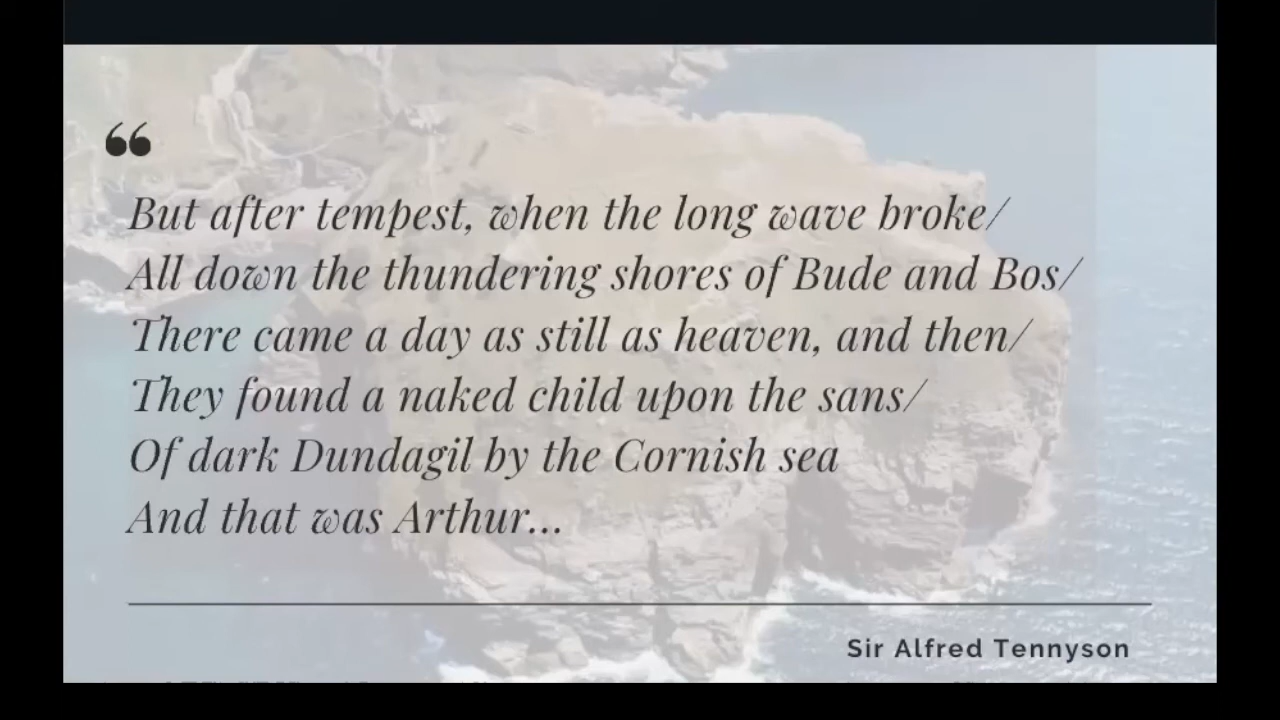 “
But after tempest, when the long wave broke/
All down the thundering shores of Bude and Bos/
There came a day as still as heaven, and then/
They found a naked child upon the sans/
Of dark Dundagil by the Cornish sea
And that was Arthur...
Sir Alfred Tennyson